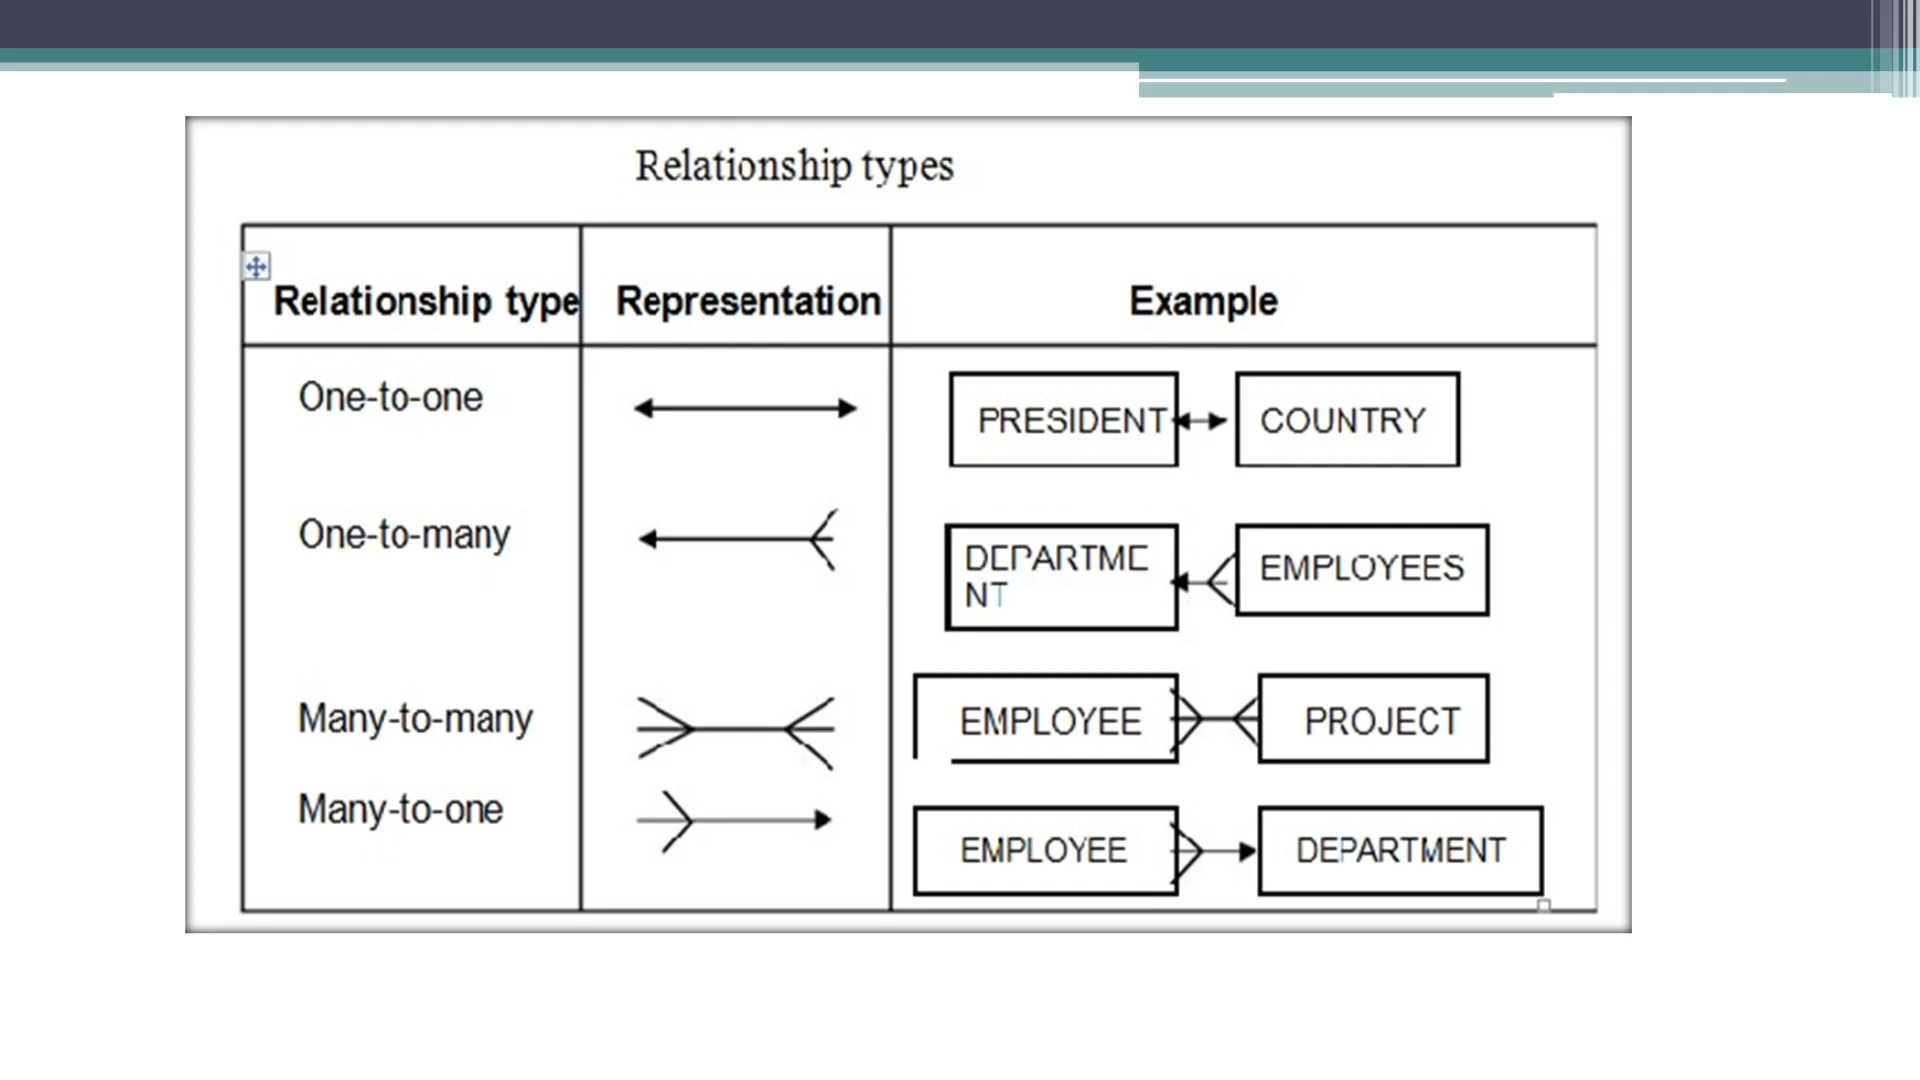 Relationship types
Relationship type Representation Example
One-to-one PRESIDENT COUNTRY
One-to-many DEPARTME EMPLOYEES
NT
Many-to-many EMPLOYEE PROJECT
Many-to-one EMPLOYEE DEPARTMENT